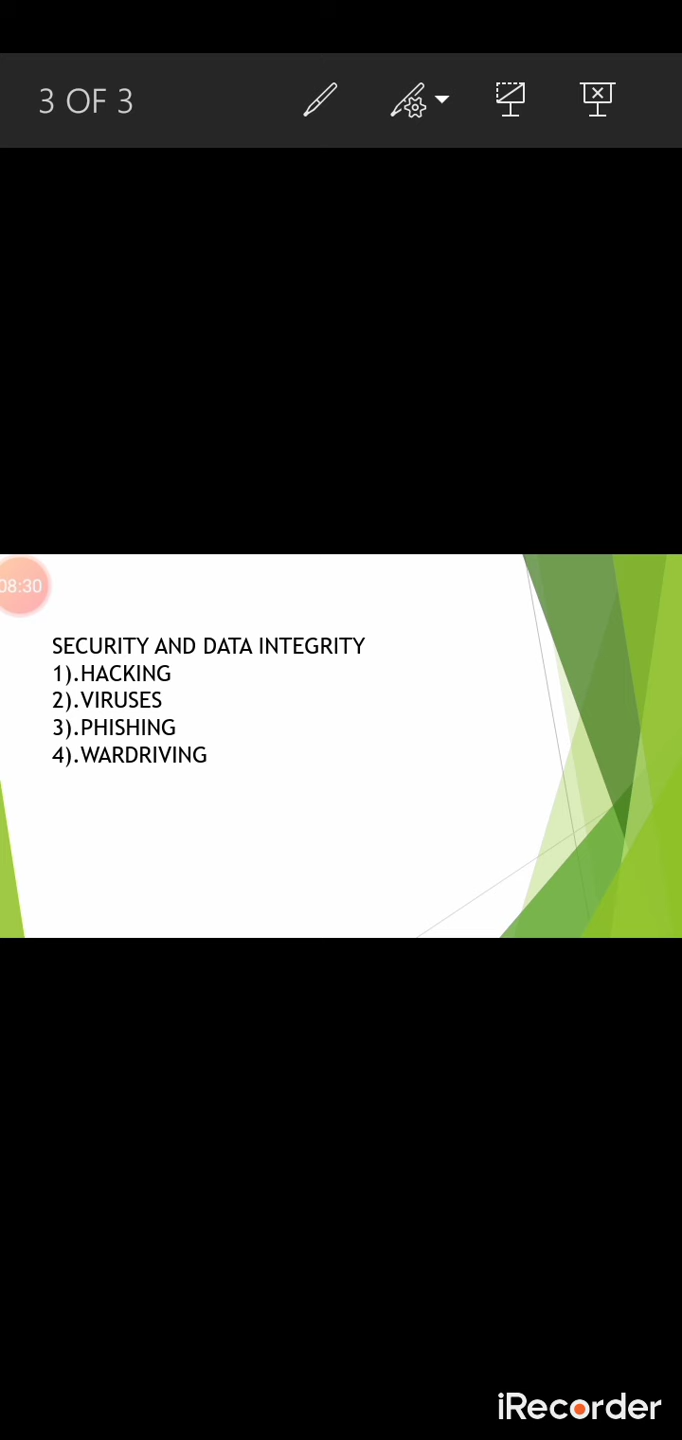 3 OF 3
08:30
SECURITY AND DATA INTEGRITY
1).HACKING
2).VIRUSES
3).PHISHING
4).WARDRIVING
iRecorder